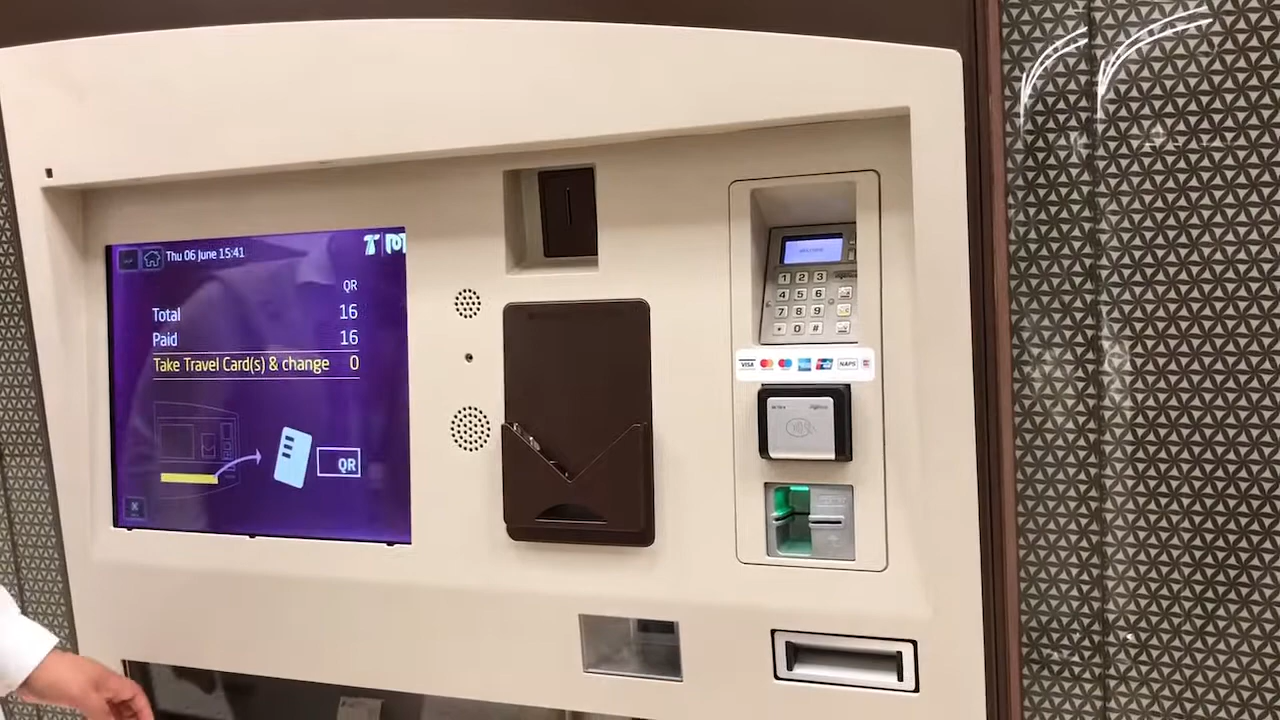 Thu 06 June 15:41
QR
Total 16
Paid 16
Take Travel Card(s) & change 0
QR
1 2 3
4 5 6
7 8 9
* 0 #
VISA NAPS